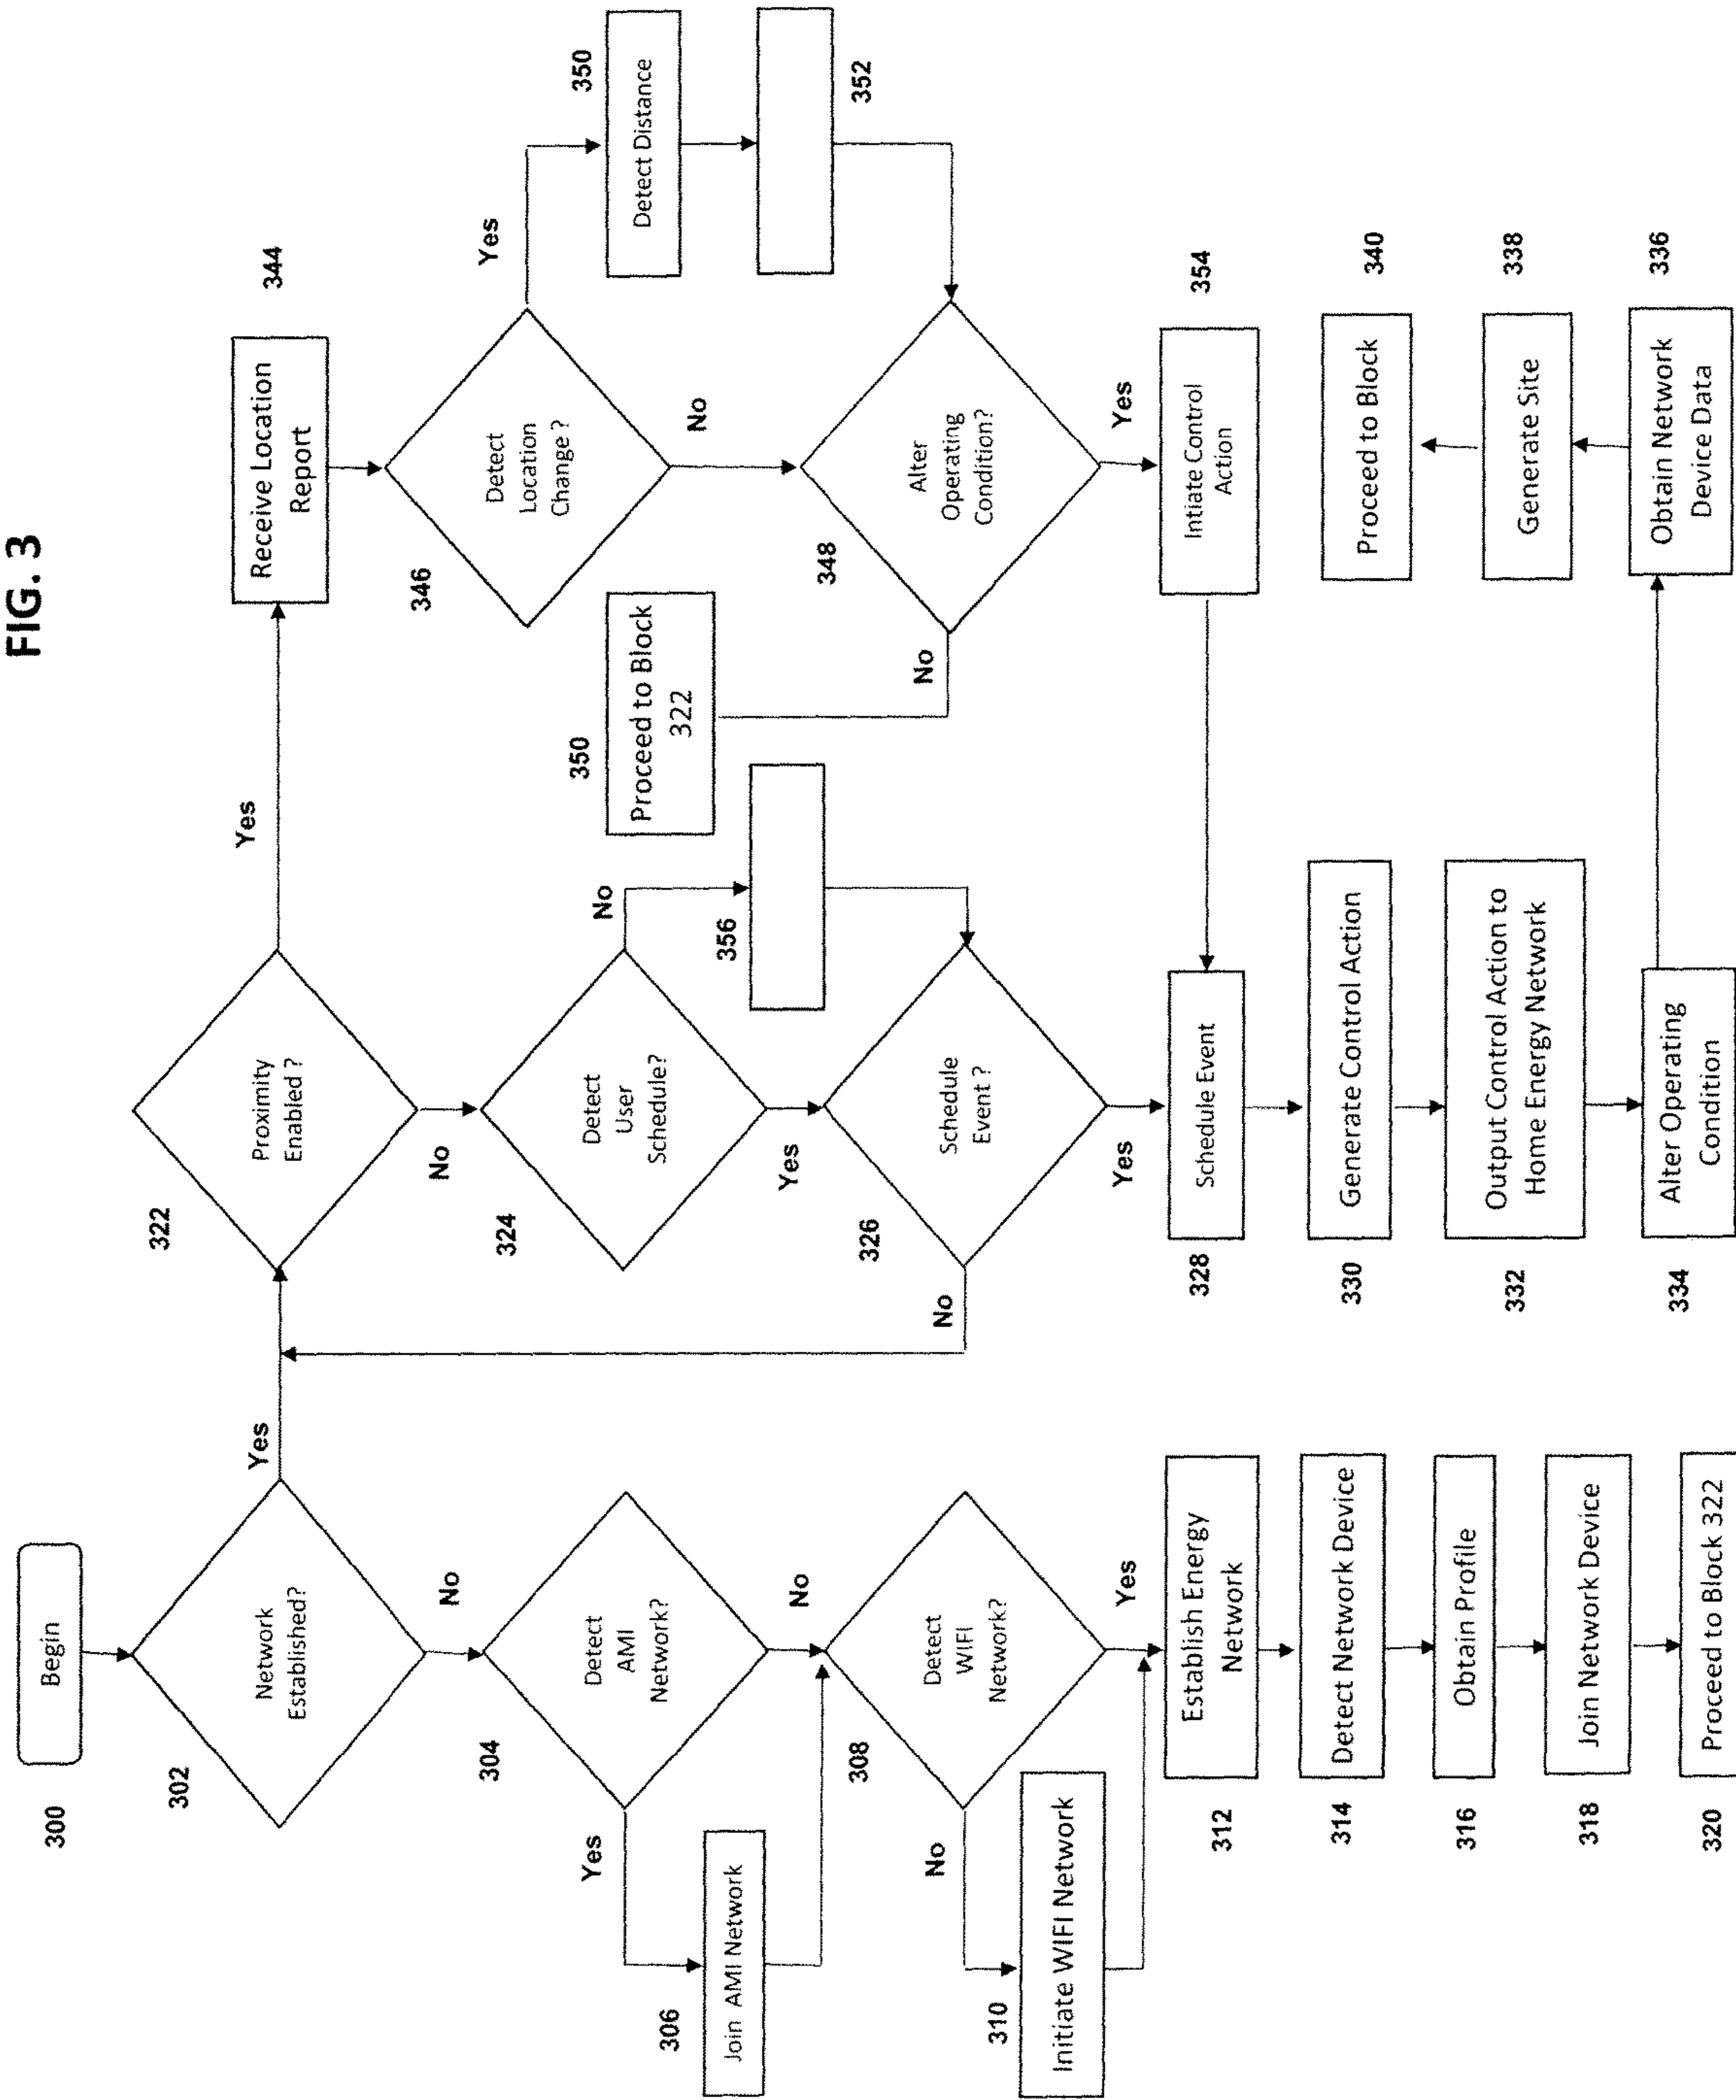 FIG. 3
300
Begin
302
Network
Established?
Yes
No
304
Detect
AMI
Network?
Yes
No
306
Join AMI Network
308
Detect
WIFI
Network?
No
Yes
310
Initiate WIFI Network
312
Establish Energy
Network
314
Detect Network Device
316
Obtain Profile
318
Join Network Device
320
Proceed to Block 322
322
Proximity
Enabled ?
Yes
No
324
Detect
User
Schedule?
No
Yes
356
326
Schedule
Event ?
No
Yes
328
Schedule Event
330
Generate Control Action
332
Output Control Action to
Home Energy Network
334
Alter Operating
Condition
344
Receive Location
Report
346
Detect
Location
Change ?
Yes
No
350
Detect Distance
352
350
Proceed to Block
322
348
Alter
Operating
Condition?
No
Yes
354
Intiate Control
Action
340
Proceed to Block
338
Generate Site
336
Obtain Network
Device Data